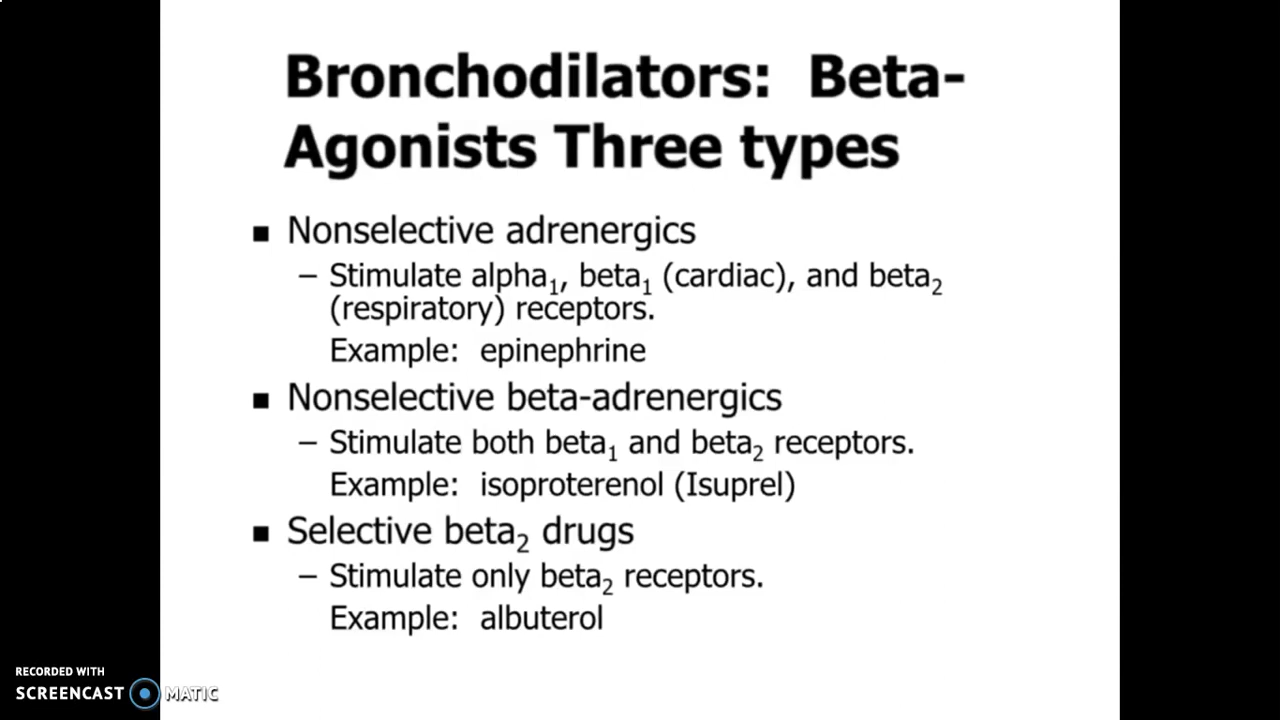 Bronchodilators: Beta-
Agonists Three types
■ Nonselective adrenergics
– Stimulate alpha₁, beta₁ (cardiac), and beta₂
(respiratory) receptors.
Example: epinephrine
■ Nonselective beta-adrenergics
– Stimulate both beta₁ and beta₂ receptors.
Example: isoproterenol (Isuprel)
■ Selective beta₂ drugs
– Stimulate only beta₂ receptors.
Example: albuterol
RECORDED WITH
SCREENCAST MATIC